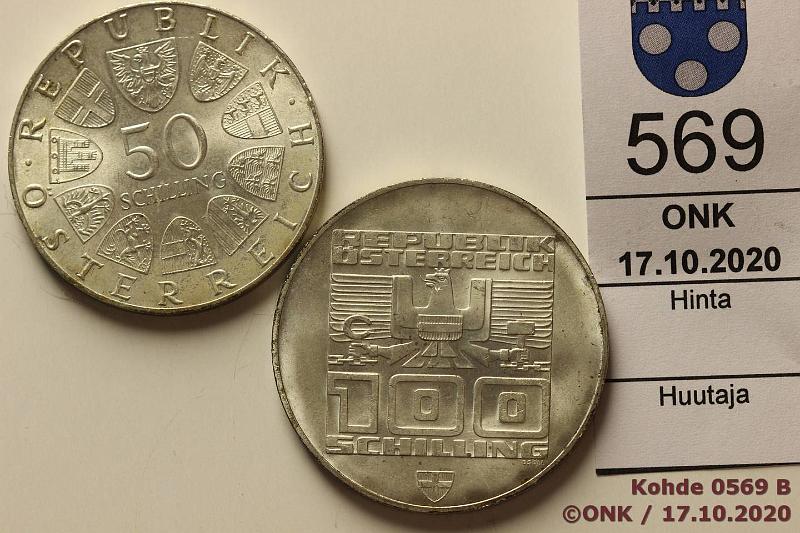 REPUBLIK · ÖSTERREICH ·
50
SCHILLING
REPUBLIK
ÖSTERREICH
100
SCHILLING
569
ONK
17.10.2020
Hinta
Huutaja
Kohde 0569 B
©ONK / 17.10.2020